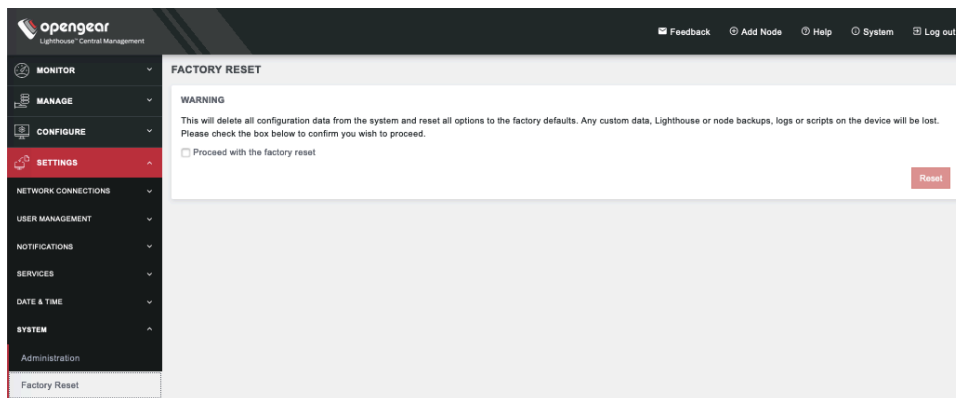 opengear
Lighthouse™ Central Management
Feedback
Add Node
Help
System
Log out
MONITOR
MANAGE
CONFIGURE
SETTINGS
NETWORK CONNECTIONS
USER MANAGEMENT
NOTIFICATIONS
SERVICES
DATE & TIME
SYSTEM
Administration
Factory Reset
FACTORY RESET
WARNING
This will delete all configuration data from the system and reset all options to the factory defaults. Any custom data, Lighthouse or node backups, logs or scripts on the device will be lost.
Please check the box below to confirm you wish to proceed.
Proceed with the factory reset
Reset